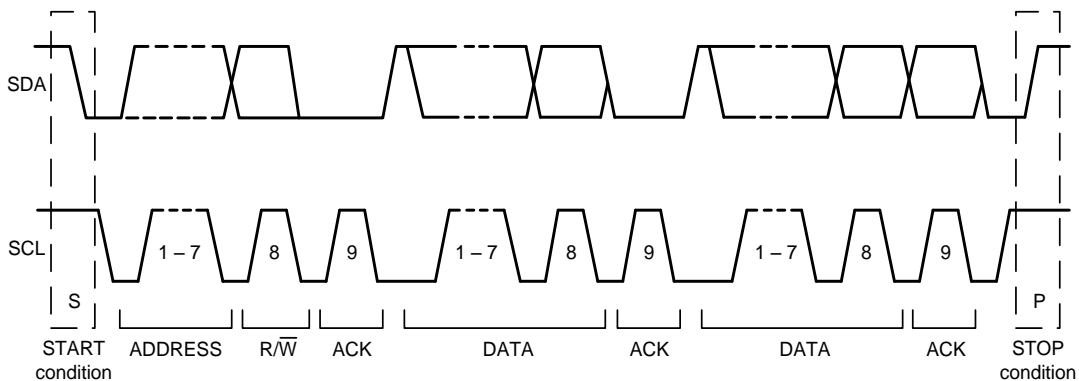 SDA
SCL
1 – 7 8 9 1 – 7 8 9 1 – 7 8 9
S P
START condition ADDRESS R/W̅ ACK DATA ACK DATA ACK STOP condition